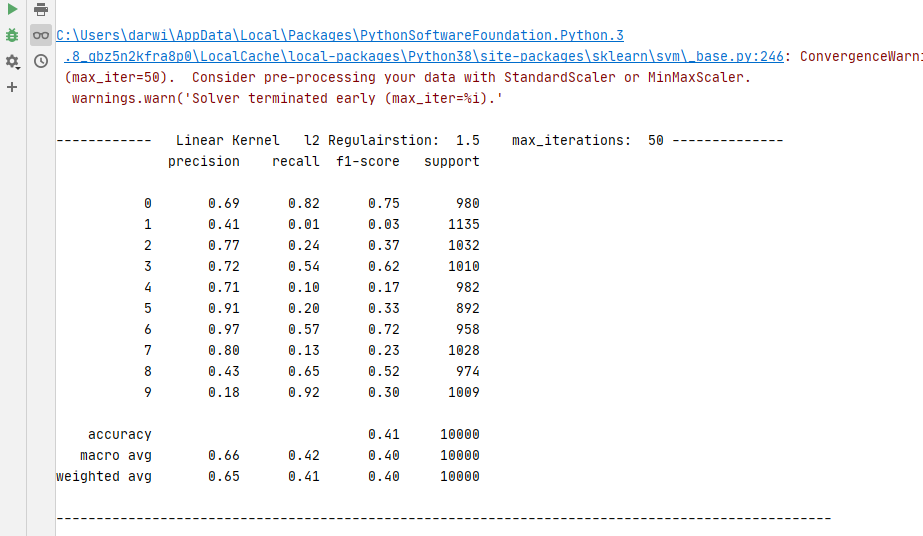 C:\Users\darwi\AppData\Local\Packages\PythonSoftwareFoundation.Python.3
.8_qbz5n2kfra8p0\LocalCache\local-packages\Python38\site-packages\sklearn\svm\_base.py:246: ConvergenceWarni
(max_iter=50).  Consider pre-processing your data with StandardScaler or MinMaxScaler.
warnings.warn('Solver terminated early (max_iter=%i).'
------------   Linear Kernel   l2 Regulairstion:  1.5    max_iterations:  50 --------------
precision    recall  f1-score   support
0       0.69      0.82      0.75       980
1       0.41      0.01      0.03      1135
2       0.77      0.24      0.37      1032
3       0.72      0.54      0.62      1010
4       0.71      0.10      0.17       982
5       0.91      0.20      0.33       892
6       0.97      0.57      0.72       958
7       0.80      0.13      0.23      1028
8       0.43      0.65      0.52       974
9       0.18      0.92      0.30      1009
accuracy                           0.41     10000
macro avg       0.66      0.42      0.40     10000
weighted avg       0.65      0.41      0.40     10000
-------------------------------------------------------------------------------------------------